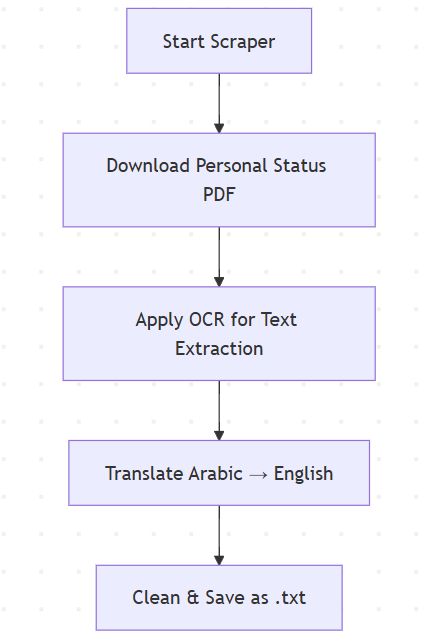 Start Scraper
Download Personal Status
PDF
Apply OCR for Text
Extraction
Translate Arabic → English
Clean & Save as .txt